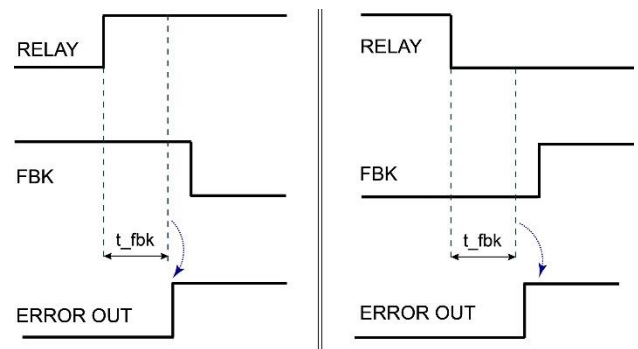 RELAY
FBK
t_fbk
ERROR OUT
RELAY
FBK
t_fbk
ERROR OUT